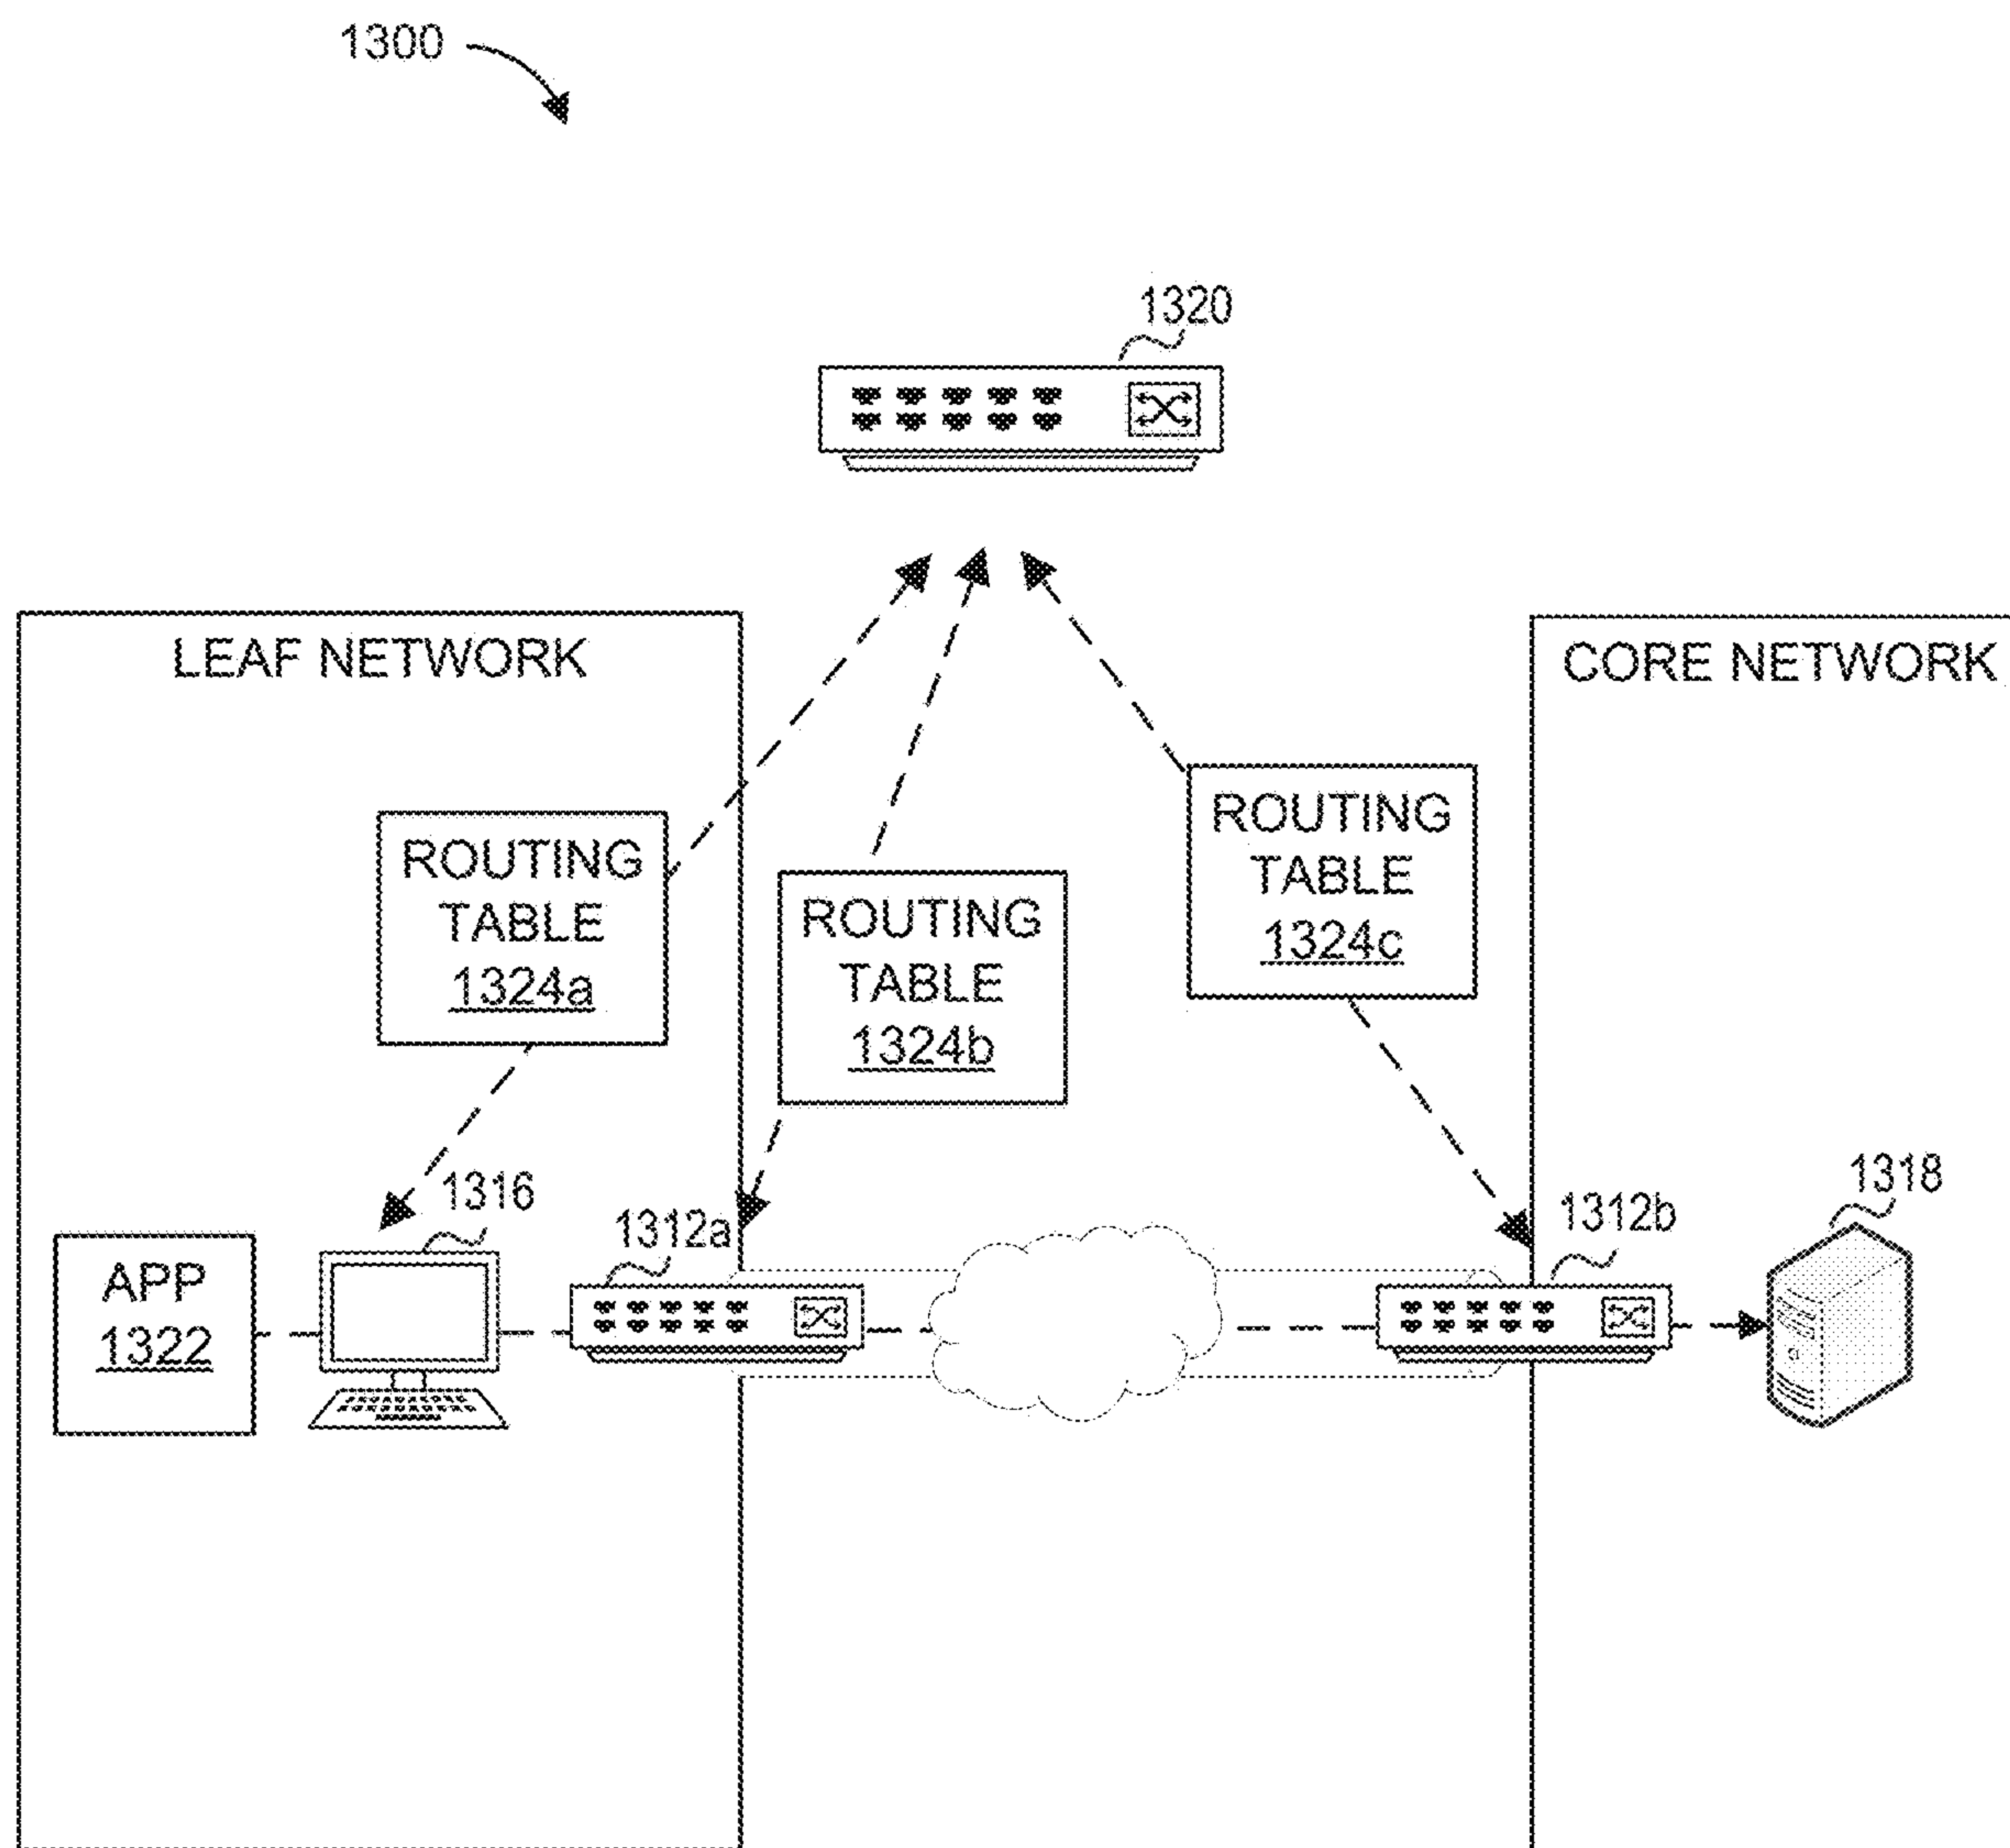 1300
1320
LEAF NETWORK
CORE NETWORK
ROUTING
TABLE
1324a
ROUTING
TABLE
1324b
ROUTING
TABLE
1324c
1316
1312a
1312b
1318
APP
1322